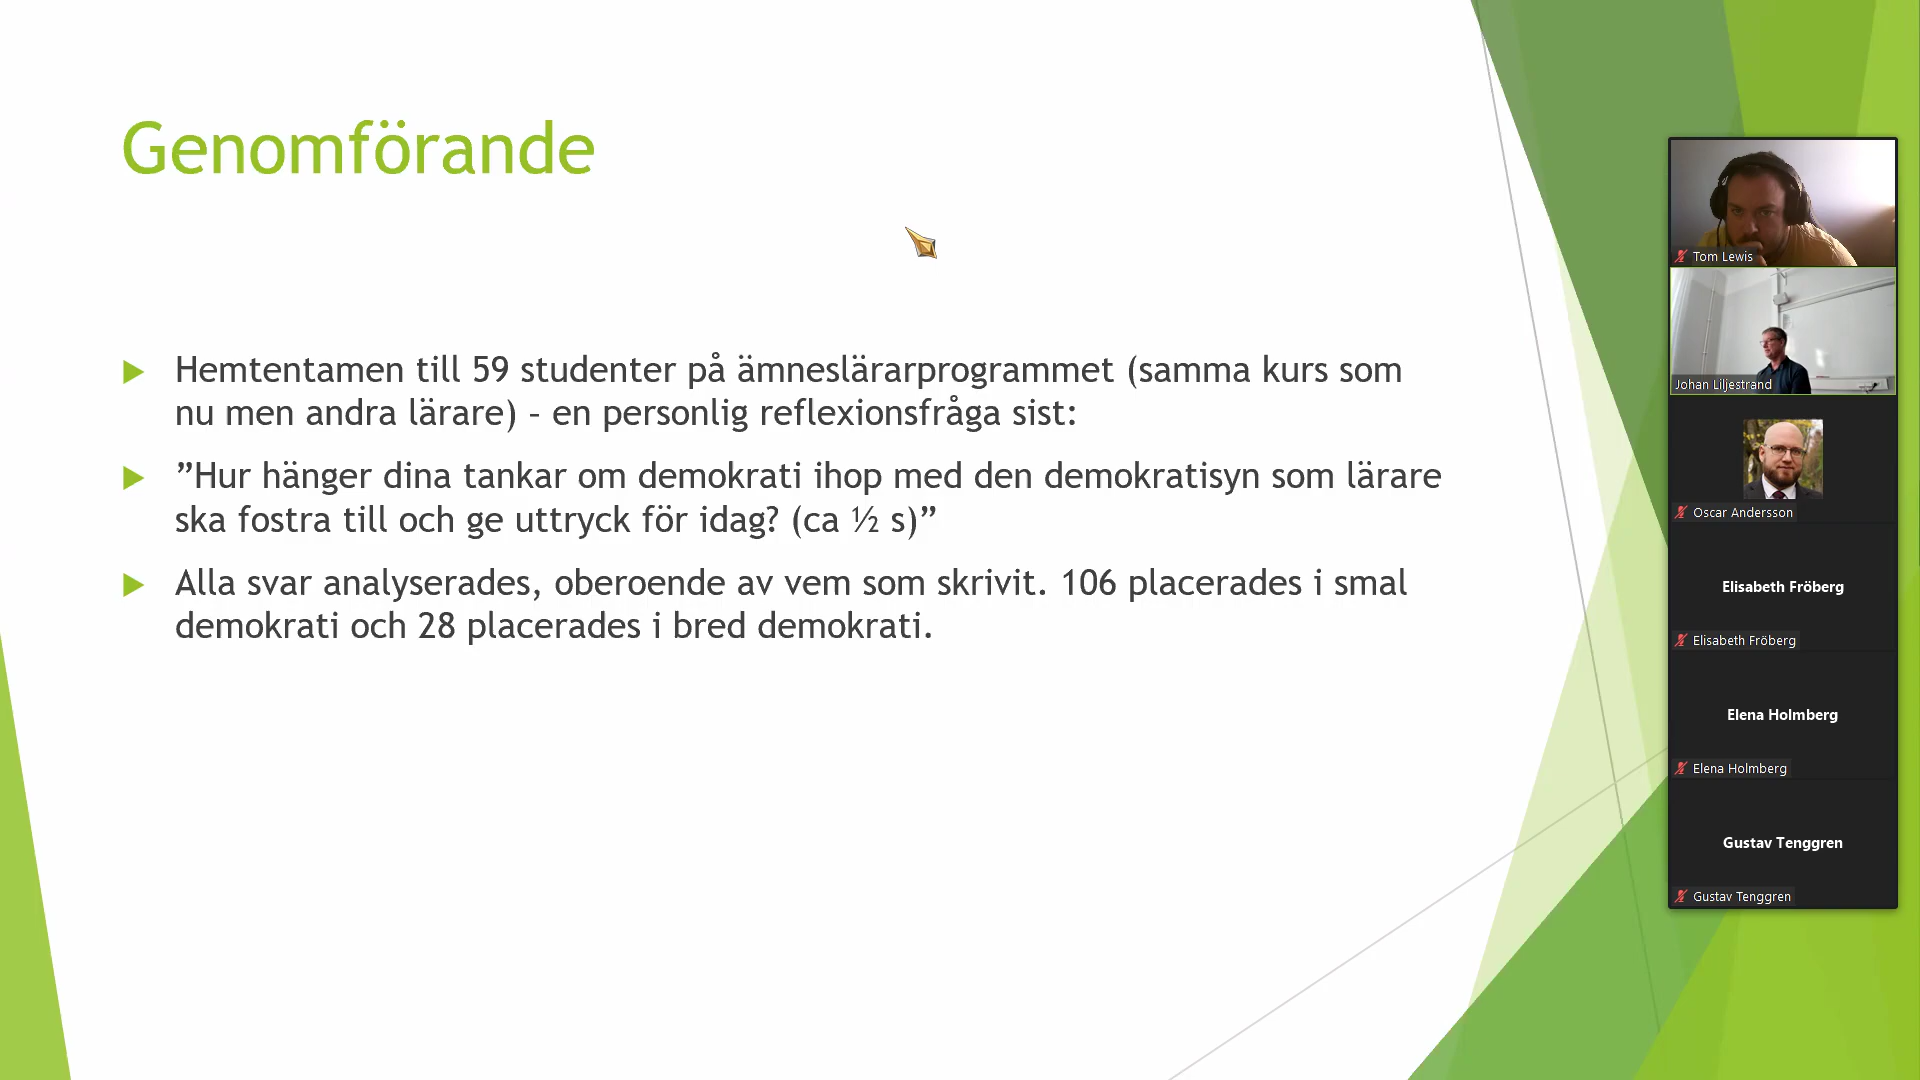 Genomförande
Hemtentamen till 59 studenter på ämneslärarprogrammet (samma kurs som
nu men andra lärare) – en personlig reflexionsfråga sist:
”Hur hänger dina tankar om demokrati ihop med den demokratisyn som lärare
ska fostra till och ge uttryck för idag? (ca ½ s)”
Alla svar analyserades, oberoende av vem som skrivit. 106 placerades i smal
demokrati och 28 placerades i bred demokrati.
Tom Lewis
Johan Liljestrand
Oscar Andersson
Elisabeth Fröberg
Elisabeth Fröberg
Elena Holmberg
Elena Holmberg
Gustav Tenggren
Gustav Tenggren